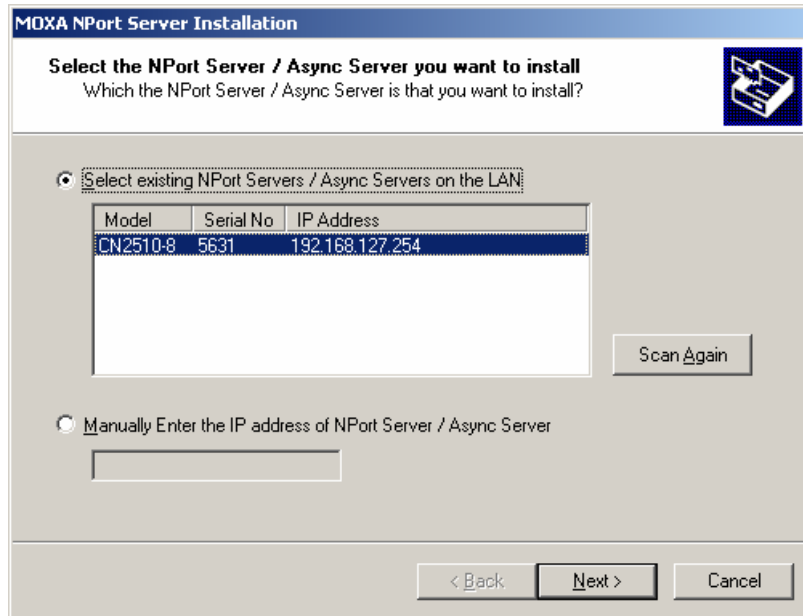 MOXA NPort Server Installation
Select the NPort Server / Async Server you want to install
Which the NPort Server / Async Server is that you want to install?
Select existing NPort Servers / Async Servers on the LAN
Model Serial No IP Address
CN2510-8 5631 192.168.127.254
Scan Again
Manually Enter the IP address of NPort Server / Async Server
< Back Next > Cancel